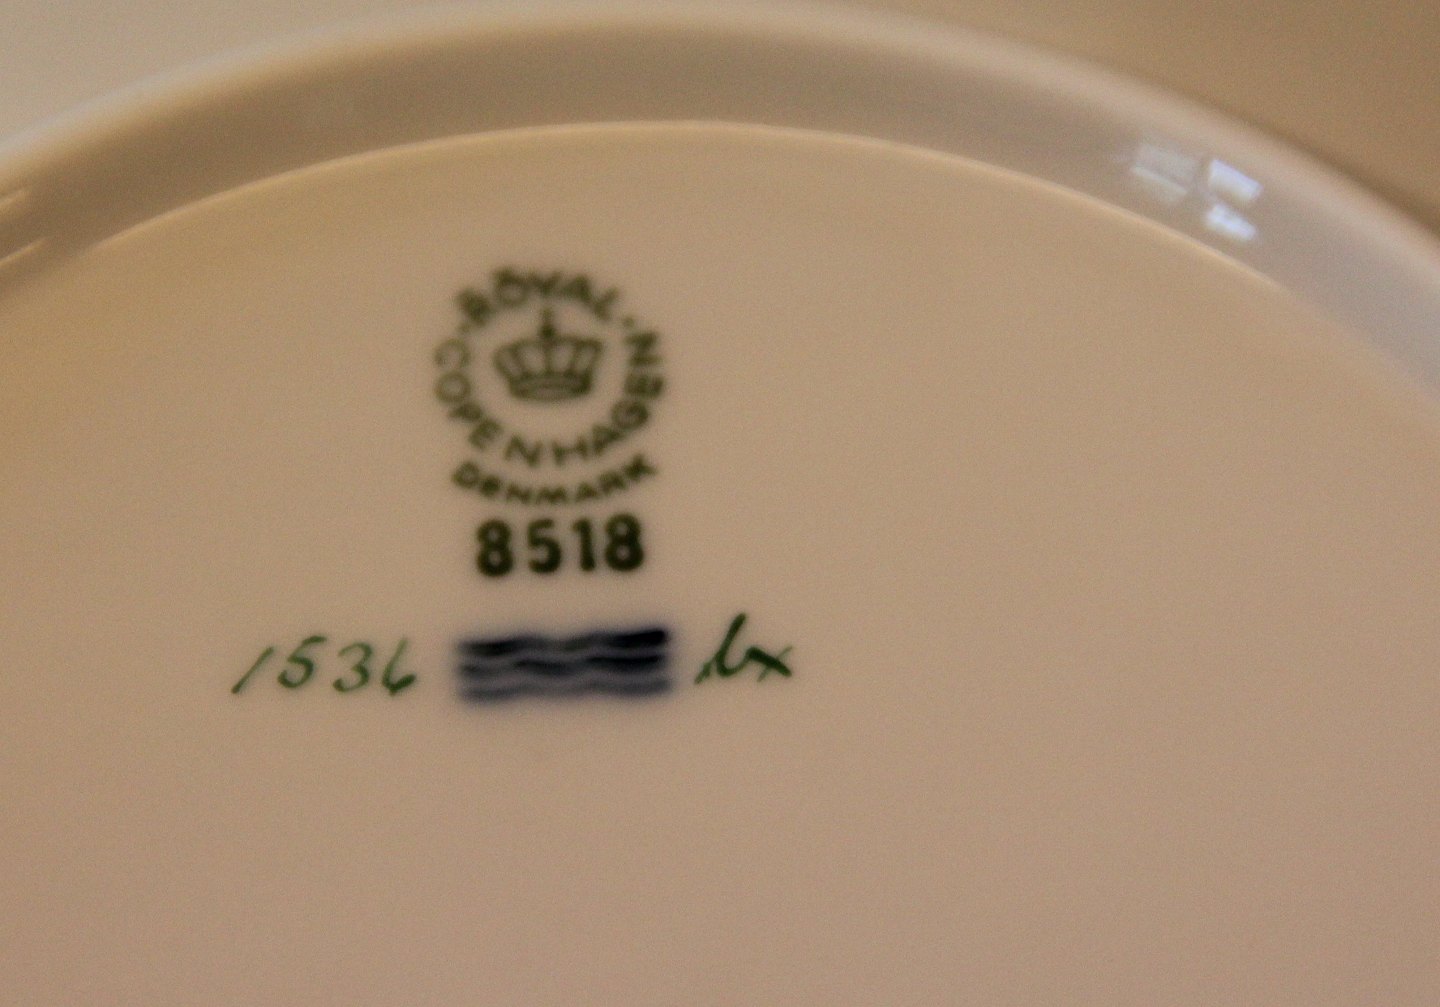 ROYAL
COPENHAGEN
DENMARK
8518
1536